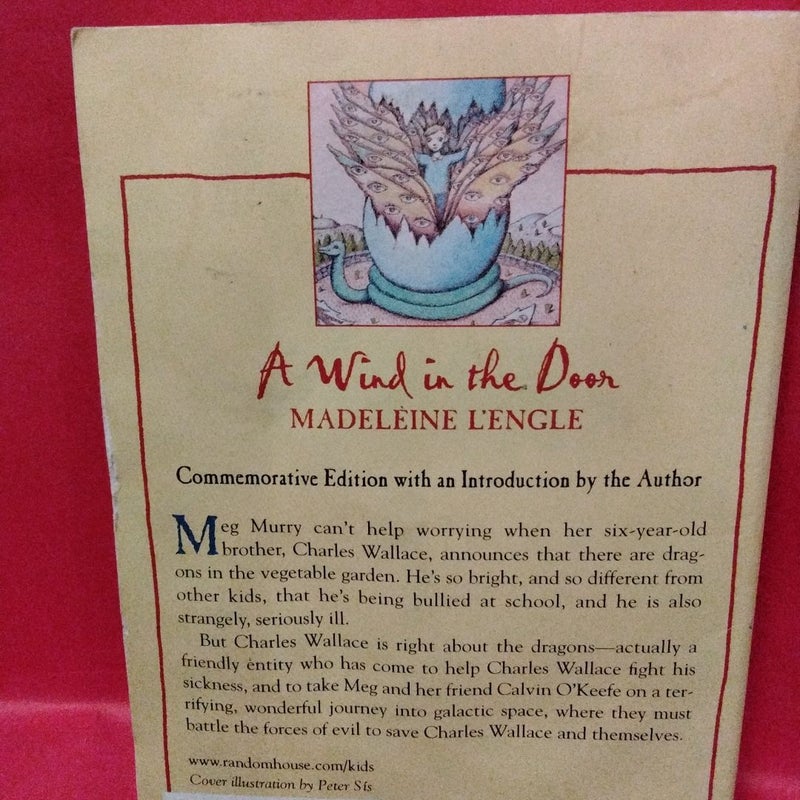 A Wind in the Door
MADELEINE L'ENGLE
Commemorative Edition with an Introduction by the Author
Meg Murry can't help worrying when her six-year-old
brother, Charles Wallace, announces that there are drag-
ons in the vegetable garden. He's so bright, and so different from
other kids, that he's being bullied at school, and he is also
strangely, seriously ill.
But Charles Wallace is right about the dragons—actually a
friendly entity who has come to help Charles Wallace fight his
sickness, and to take Meg and her friend Calvin O'Keefe on a ter-
rifying, wonderful journey into galactic space, where they must
battle the forces of evil to save Charles Wallace and themselves.
www.randomhouse.com/kids
Cover illustration by Peter Sís